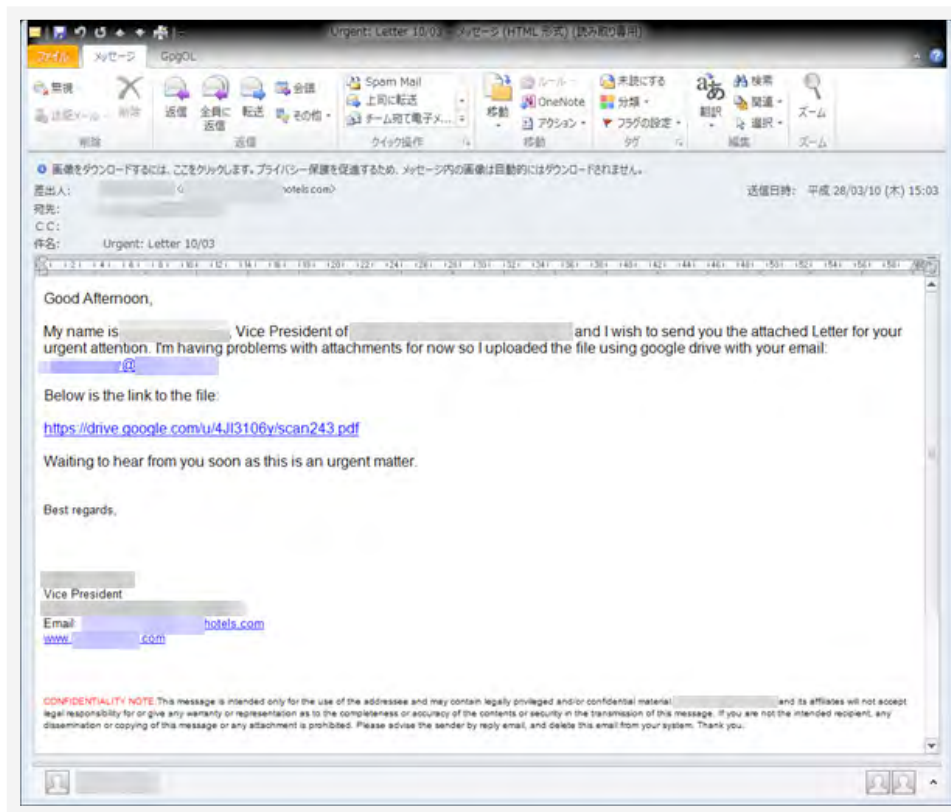 Urgent: Letter 10/03 - メッセージ (HTML 形式) (読み取り専用)
ファイル メッセージ GpgOL
無視
迷惑メール
削除
削除
返信
全員に返信
転送
会議
その他
返信
Spam Mail
上司に転送
チーム宛て電子メ...
クイック操作
移動
ルール
OneNote
アクション
移動
未読にする
分類
フラグの設定
タグ
翻訳
検索
関連
選択
編集
ズーム
ズーム
画像をダウンロードするには、ここをクリックします。プライバシー保護を促進するため、メッセージ内の画像は自動的にはダウンロードされません。
差出人: otels.com> 送信日時: 平成 28/03/10 (木) 15:03
宛先:
CC:
件名: Urgent: Letter 10/03
Good Afternoon,
My name is , Vice President of and I wish to send you the attached Letter for your
urgent attention. I'm having problems with attachments for now so I uploaded the file using google drive with your email:
@
Below is the link to the file:
https://drive.google.com/u/4JI3106y/scan243.pdf
Waiting to hear from you soon as this is an urgent matter.
Best regards,
Vice President
Email: hotels.com
www. .com
CONFIDENTIALITY NOTE:This message is intended only for the use of the addressee and may contain legally privileged and/or confidential material. and its affiliates will not accept
legal responsibility for or give any warranty or representation as to the completeness or accuracy of the contents or security in the transmission of this message. If you are not the intended recipient, any
dissemination or copying of this message or any attachment is prohibited. Please advise the sender by reply email, and delete this email from your system. Thank you.